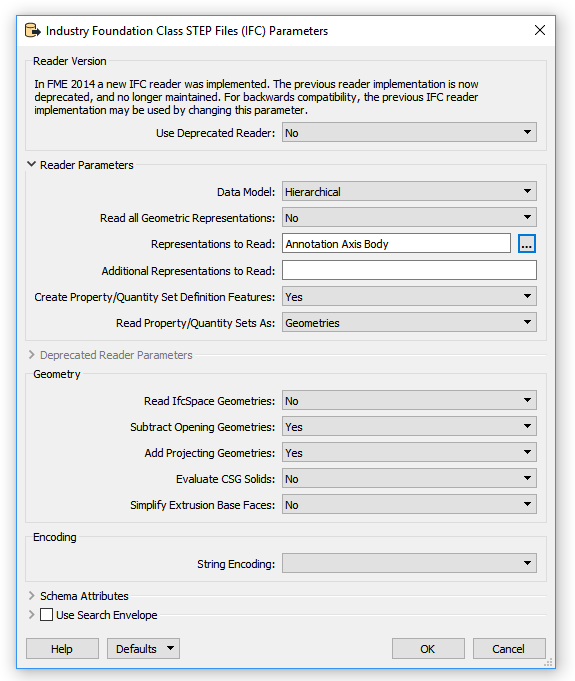 Industry Foundation Class STEP Files (IFC) Parameters
Reader Version
In FME 2014 a new IFC reader was implemented. The previous reader implementation is now
deprecated, and no longer maintained. For backwards compatibility, the previous IFC reader
implementation may be used by changing this parameter.
Use Deprecated Reader: No
Reader Parameters
Data Model: Hierarchical
Read all Geometric Representations: No
Representations to Read: Annotation Axis Body ...
Additional Representations to Read:
Create Property/Quantity Set Definition Features: Yes
Read Property/Quantity Sets As: Geometries
Deprecated Reader Parameters
Geometry
Read IfcSpace Geometries: No
Subtract Opening Geometries: Yes
Add Projecting Geometries: Yes
Evaluate CSG Solids: No
Simplify Extrusion Base Faces: No
Encoding
String Encoding:
Schema Attributes
Use Search Envelope
Help Defaults OK Cancel